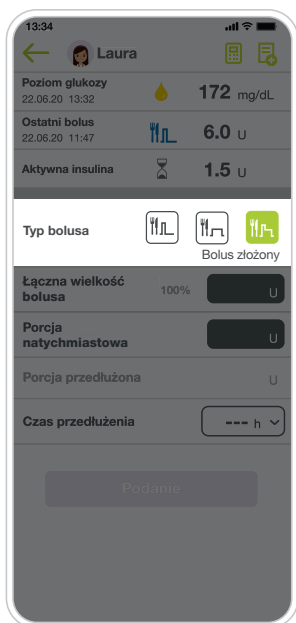 13:34
Laura
Poziom glukozy
22.06.20 13:32
172 mg/dL
Ostatni bolus
22.06.20 11:47
6.0 U
Aktywna insulina
1.5 U
Typ bolusa
Bolus złożony
Łączna wielkość
bolusa
100%
U
Porcja
natychmiastowa
U
Porcja przedłużona
U
Czas przedłużenia
--- h
Podanie